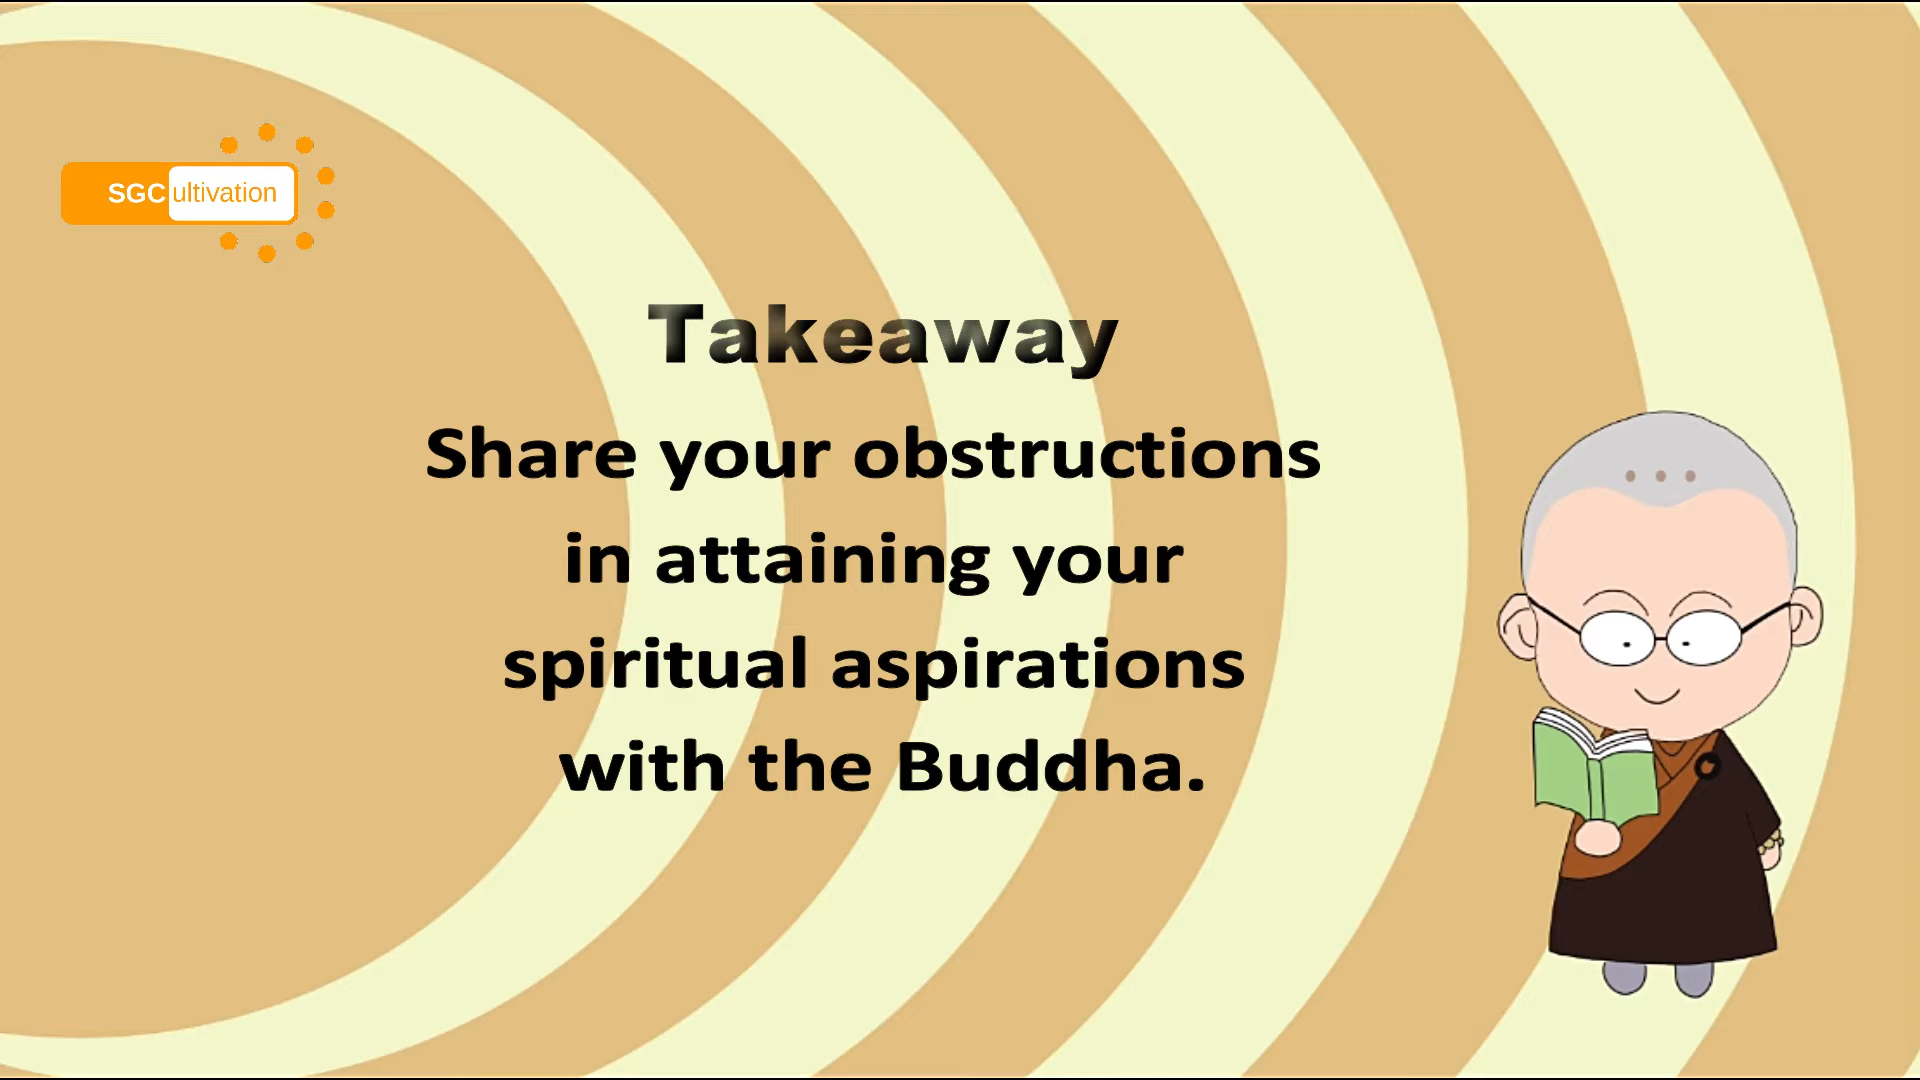 SGCultivation
Takeaway
Share your obstructions
in attaining your
spiritual aspirations
with the Buddha.